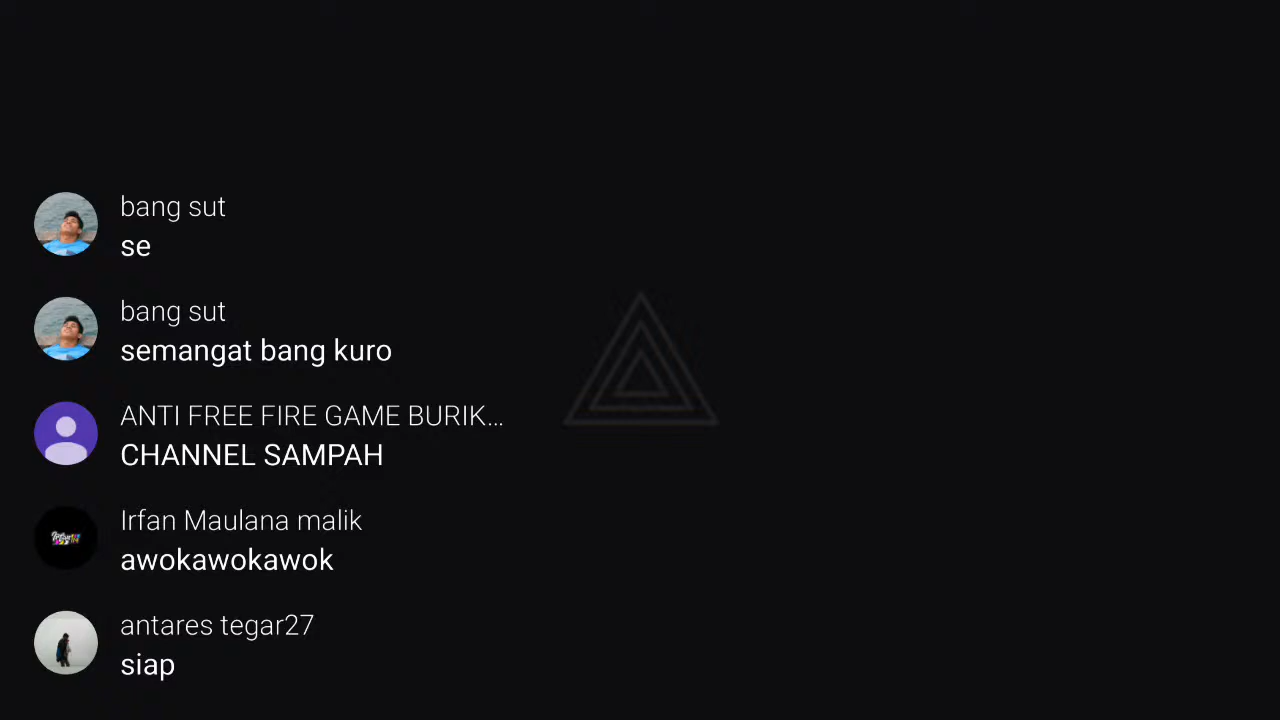 bang sut
se
bang sut
semangat bang kuro
ANTI FREE FIRE GAME BURIK...
CHANNEL SAMPAH
Irfan Maulana malik
awokawokawok
antares tegar27
siap